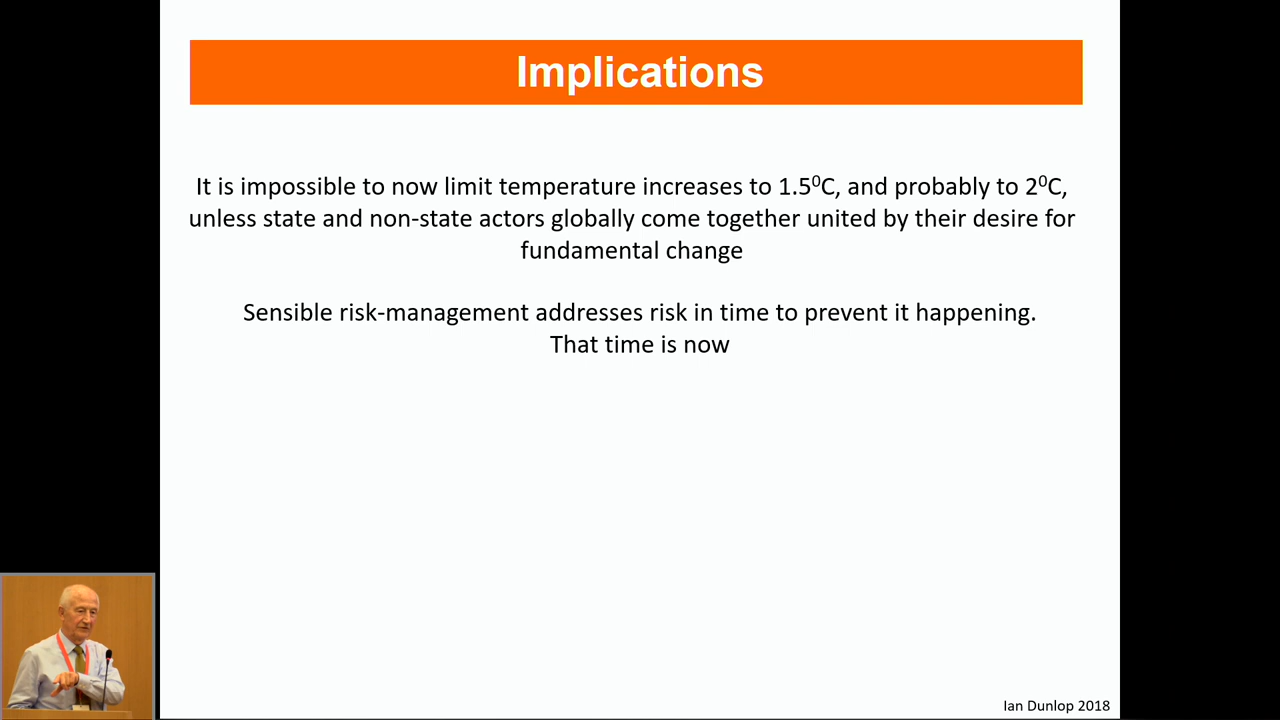 Implications
It is impossible to now limit temperature increases to 1.5⁰C, and probably to 2⁰C,
unless state and non-state actors globally come together united by their desire for
fundamental change
Sensible risk-management addresses risk in time to prevent it happening.
That time is now
Ian Dunlop 2018